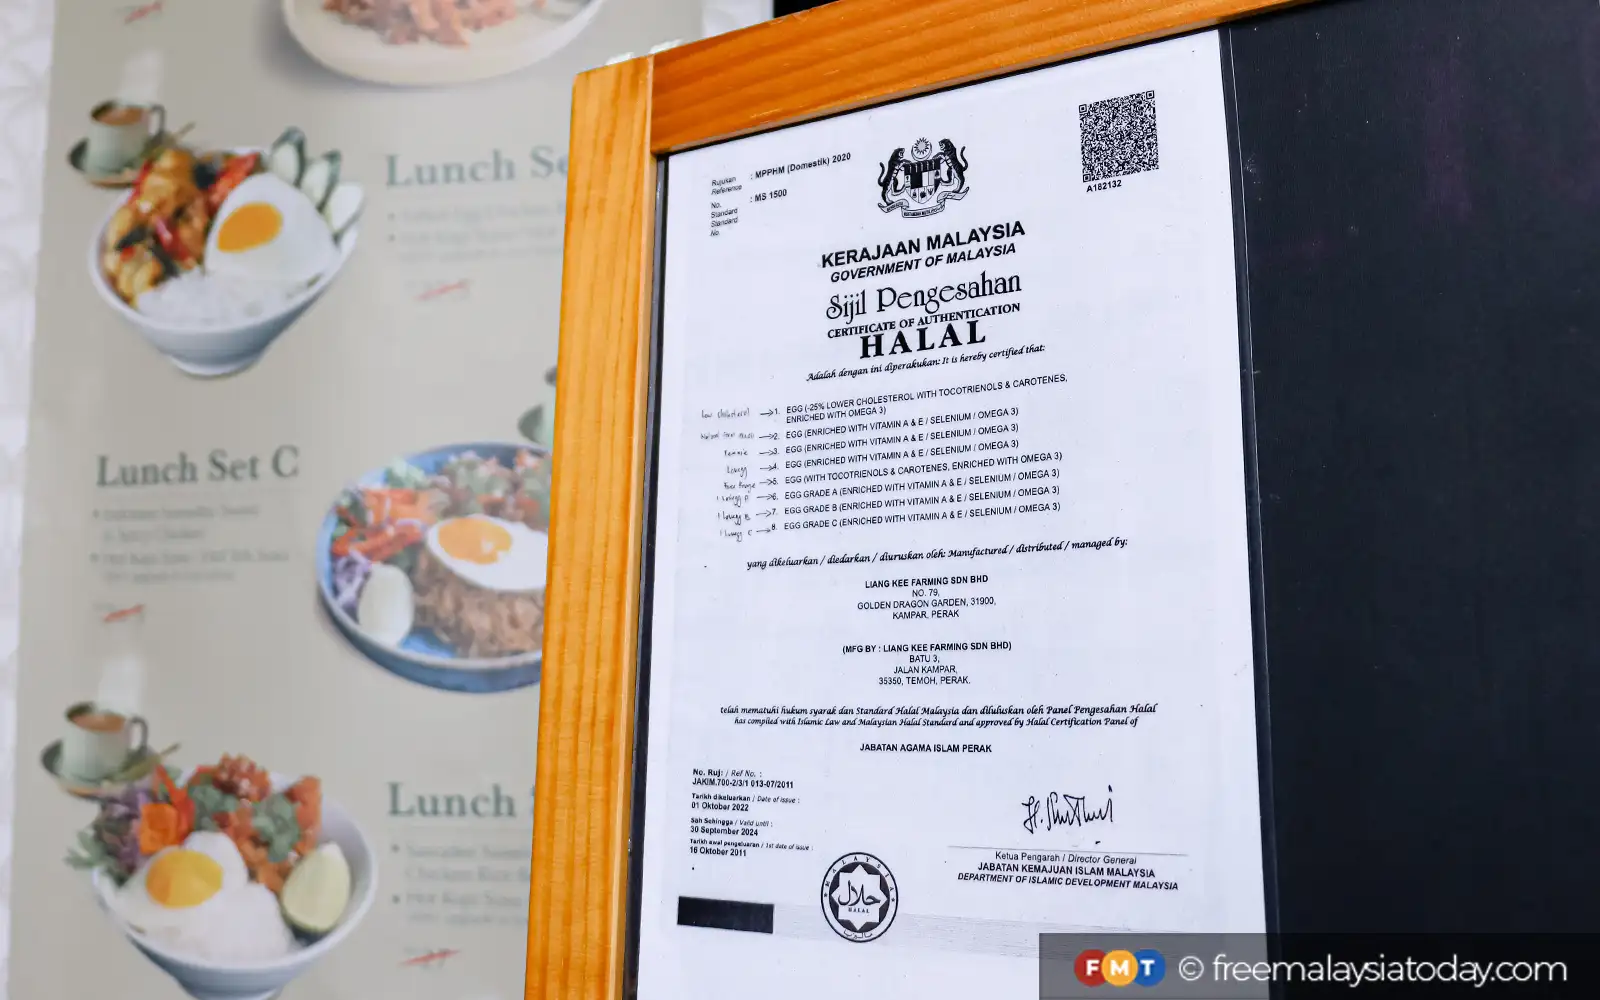 Lunch Se
Lunch Set C
Lunch
Rujukan : MPPHM (Domestik) 2020
Reference
No. : MS 1500
Standard
Standard
No.
A182132
KERAJAAN MALAYSIA
GOVERNMENT OF MALAYSIA
Sijil Pengesahan
CERTIFICATE OF AUTHENTICATION
HALAL
Adalah dengan ini diperakukan: It is hereby certified that:
low cholesterol → 1. EGG (-25% LOWER CHOLESTEROL WITH TOCOTRIENOLS & CAROTENES,
ENRICHED WITH OMEGA 3)
→ 2. EGG (ENRICHED WITH VITAMIN A & E / SELENIUM / OMEGA 3)
→ 3. EGG (ENRICHED WITH VITAMIN A & E / SELENIUM / OMEGA 3)
→ 4. EGG (ENRICHED WITH VITAMIN A & E / SELENIUM / OMEGA 3)
→ 5. EGG (WITH TOCOTRIENOLS & CAROTENES, ENRICHED WITH OMEGA 3)
→ 6. EGG GRADE A (ENRICHED WITH VITAMIN A & E / SELENIUM / OMEGA 3)
→ 7. EGG GRADE B (ENRICHED WITH VITAMIN A & E / SELENIUM / OMEGA 3)
→ 8. EGG GRADE C (ENRICHED WITH VITAMIN A & E / SELENIUM / OMEGA 3)
yang dikeluarkan / diedarkan / diuruskan oleh: Manufactured / distributed / managed by:
LIANG KEE FARMING SDN BHD
NO. 79,
GOLDEN DRAGON GARDEN, 31900,
KAMPAR, PERAK
(MFG BY : LIANG KEE FARMING SDN BHD)
BATU 3,
JALAN KAMPAR,
35350, TEMOH, PERAK.
telah mematuhi hukum syarak dan Standard Halal Malaysia dan diluluskan oleh Panel Pengesahan Halal
has complied with Islamic Law and Malaysian Halal Standard and approved by Halal Certification Panel of
JABATAN AGAMA ISLAM PERAK
No. Ruj: / Ref No. :
JAKIM.700-2/3/1 013-07/2011
Tarikh dikeluarkan / Date of issue :
01 Oktober 2022
Sah Sehingga / Valid until :
30 September 2024
Tarikh awal pengeluaran / 1st date of issue :
16 Oktober 2011
MALAYSIA
حلال
HALAL
مليسيا
Ketua Pengarah / Director General
JABATAN KEMAJUAN ISLAM MALAYSIA
DEPARTMENT OF ISLAMIC DEVELOPMENT MALAYSIA
FMT © freemalaysiatoday.com